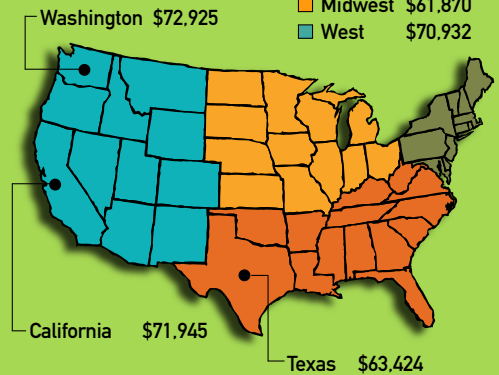 Midwest $61,870
Washington $72,925
West $70,932
California $71,945
Texas $63,424